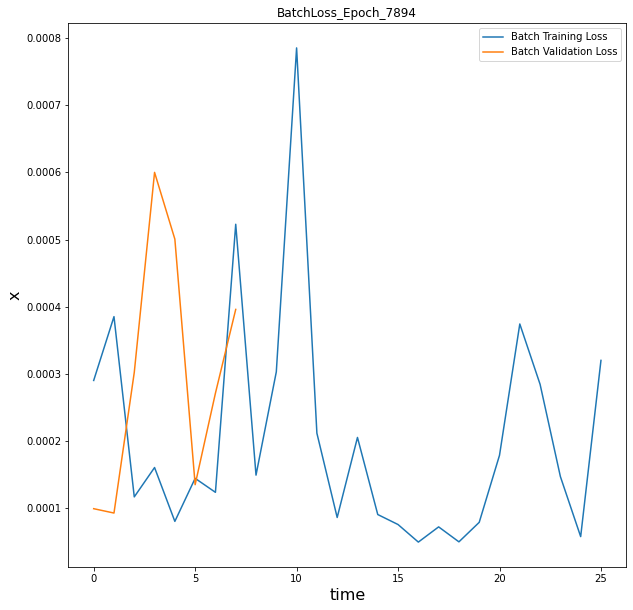 BatchLoss_Epoch_7894
Batch Training Loss
Batch Validation Loss
0.0008
0.0007
0.0006
0.0005
0.0004
0.0003
0.0002
0.0001
x
0 5 10 15 20 25
time